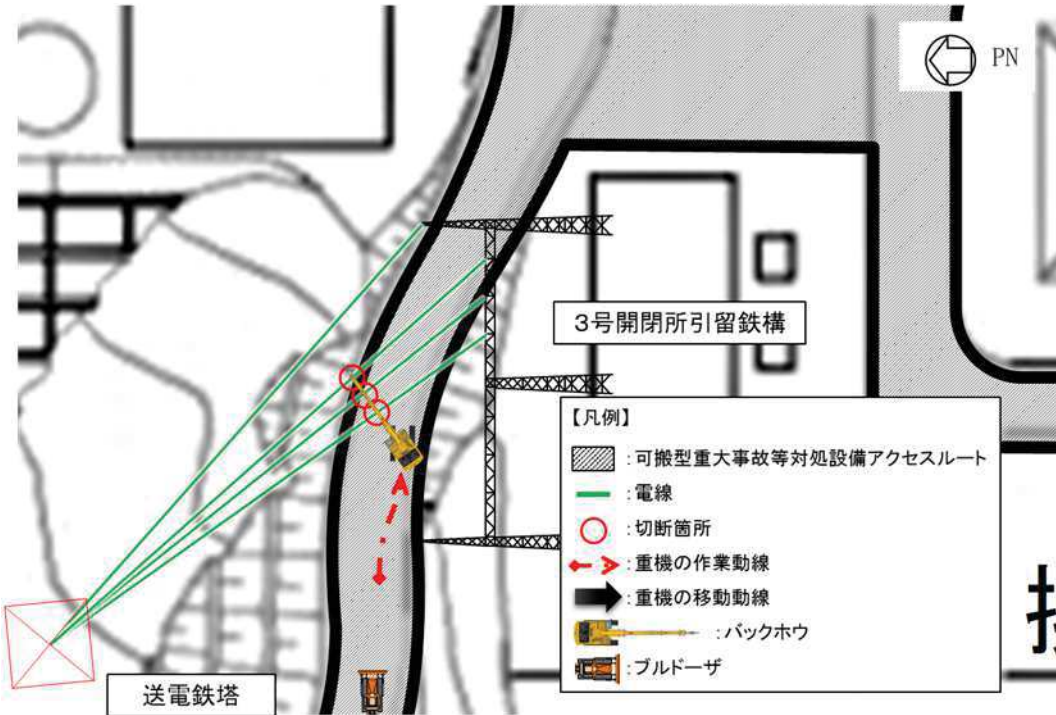 PN
3号開閉所引留鉄構
【凡例】
：可搬型重大事故等対処設備アクセスルート
：電線
：切断箇所
：重機の作業動線
：重機の移動動線
：バックホウ
：ブルドーザ
送電鉄塔